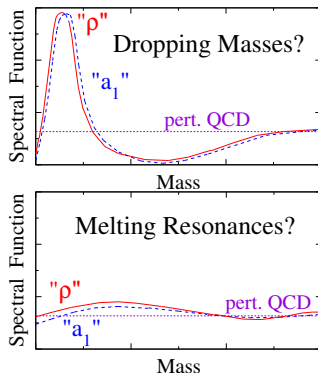 "ρ"
Dropping Masses?
"a1"
pert. QCD
Spectral Function
Mass
Melting Resonances?
"ρ"
pert. QCD
"a1"
Spectral Function
Mass